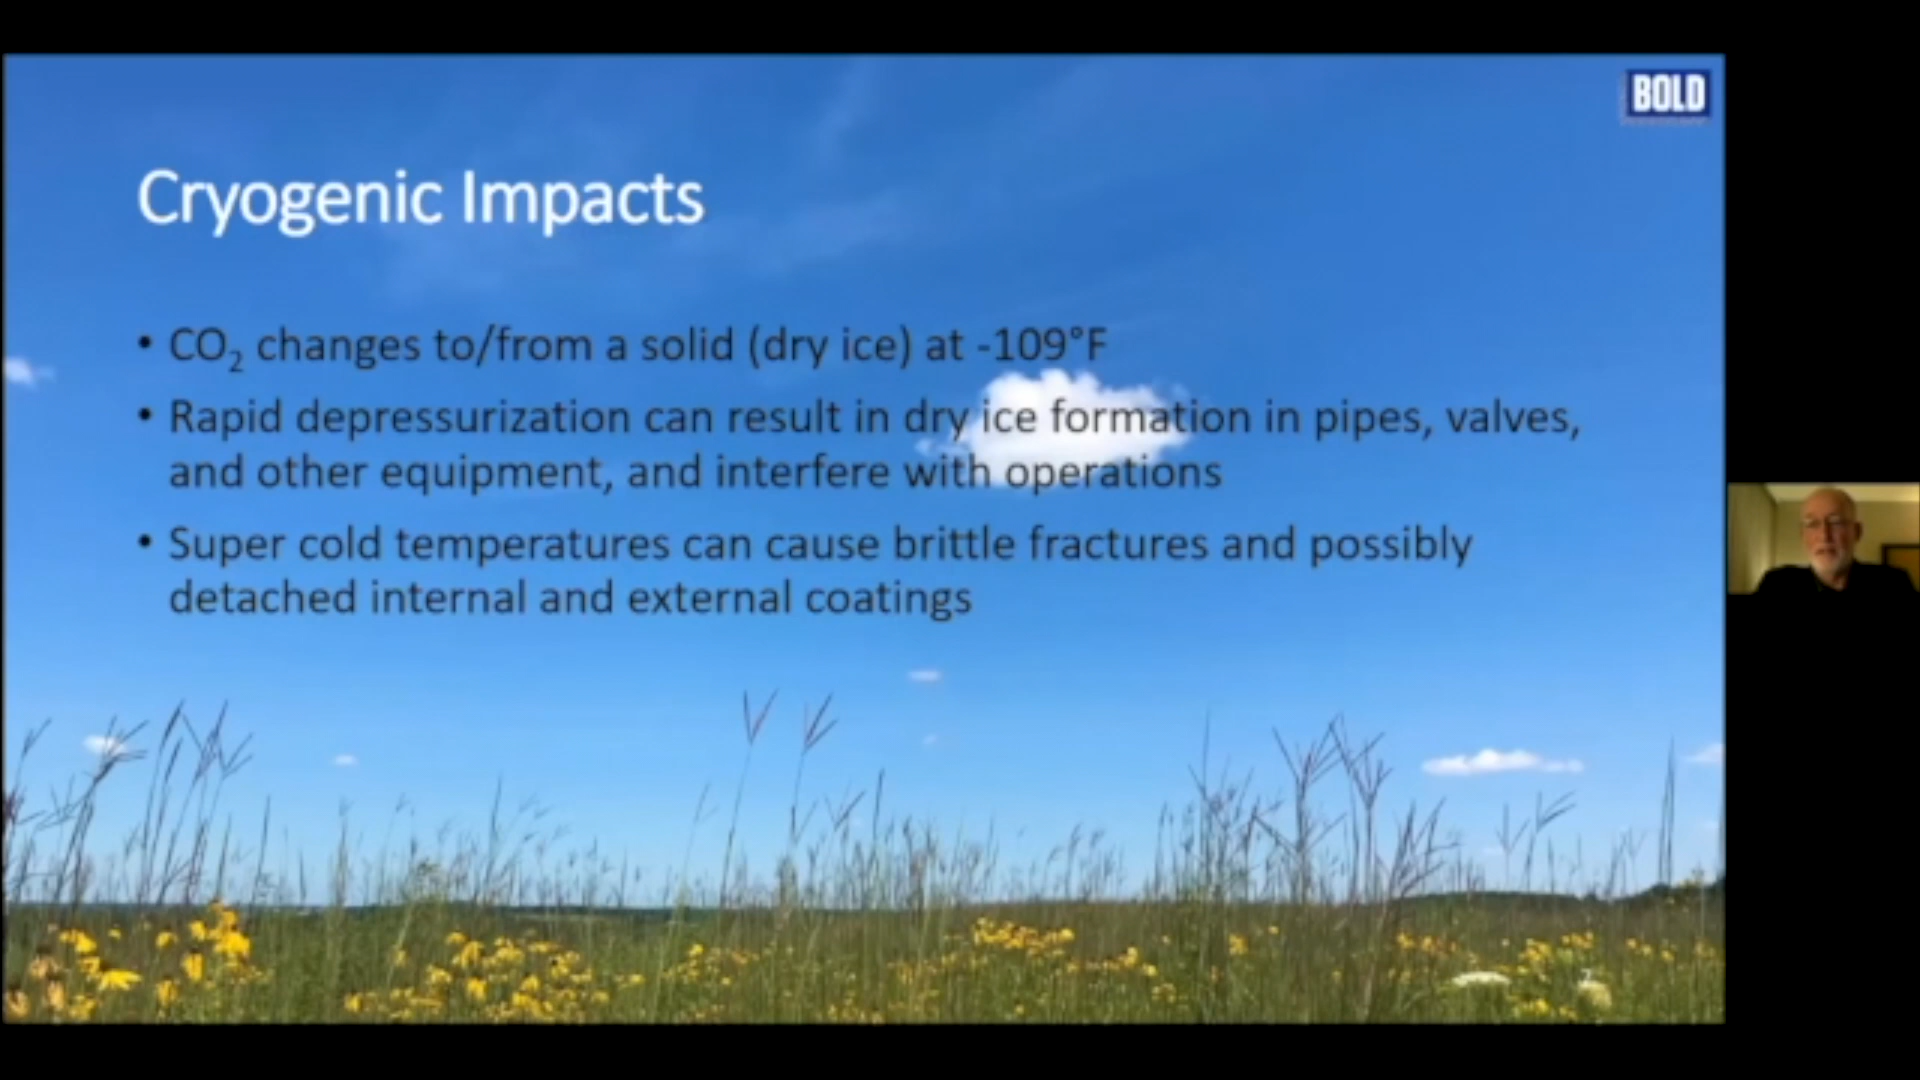 BOLD
Cryogenic Impacts
• CO₂ changes to/from a solid (dry ice) at -109°F
• Rapid depressurization can result in dry ice formation in pipes, valves,
and other equipment, and interfere with operations
• Super cold temperatures can cause brittle fractures and possibly
detached internal and external coatings